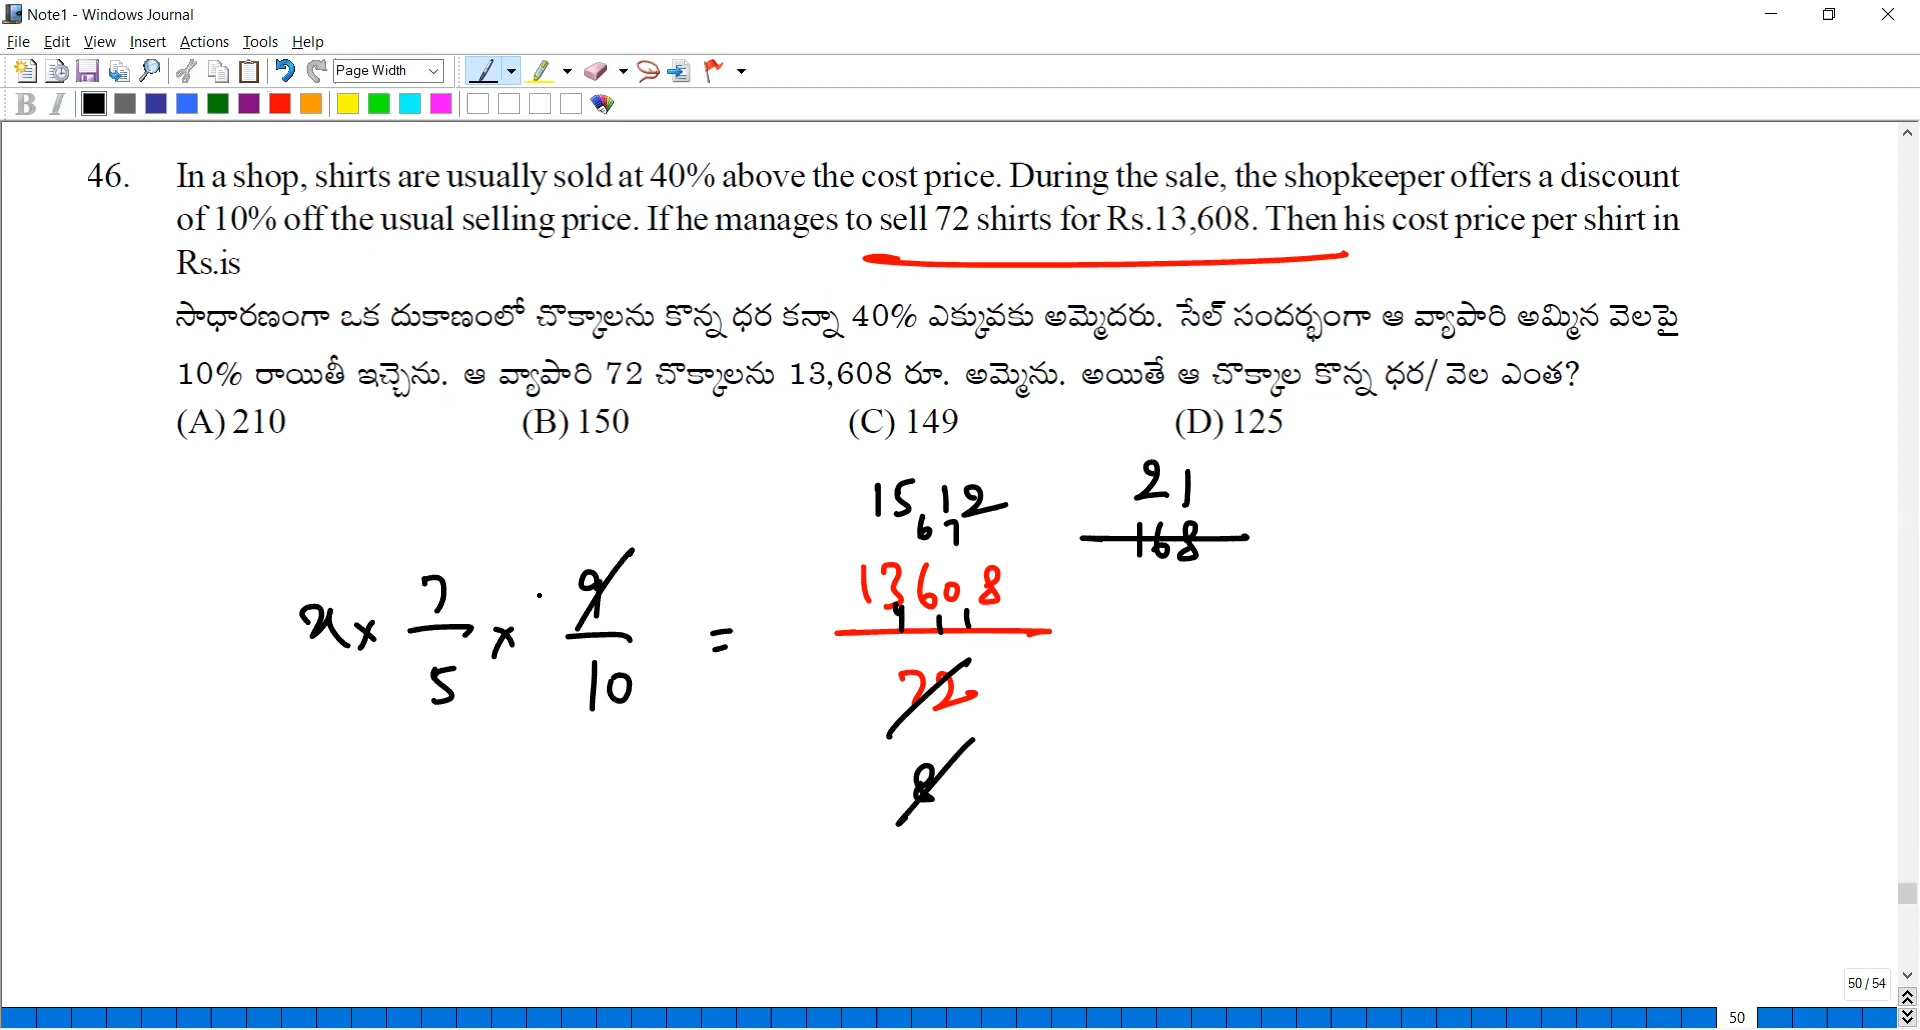 Note1 - Windows Journal
File Edit View Insert Actions Tools Help
Page Width
B I
46. In a shop, shirts are usually sold at 40% above the cost price. During the sale, the shopkeeper offers a discount
of 10% off the usual selling price. If he manages to sell 72 shirts for Rs.13,608. Then his cost price per shirt in
Rs.is
సాధారణంగా ఒక దుకాణంలో చొక్కాలను కొన్న ధర కన్నా 40% ఎక్కువకు అమ్మెదరు. సేల్ సందర్భంగా ఆ వ్యాపారి అమ్మిన వెలపై
10% రాయితీ ఇచ్చెను. ఆ వ్యాపారి 72 చొక్కాలను 13,608 రూ. అమ్మెను. అయితే ఆ చొక్కాల కొన్న ధర/ వెల ఎంత?
(A) 210 (B) 150 (C) 149 (D) 125
1512 21
67 168
x × 7/5 × 9/10 = 13608
72
8
50 / 54
50